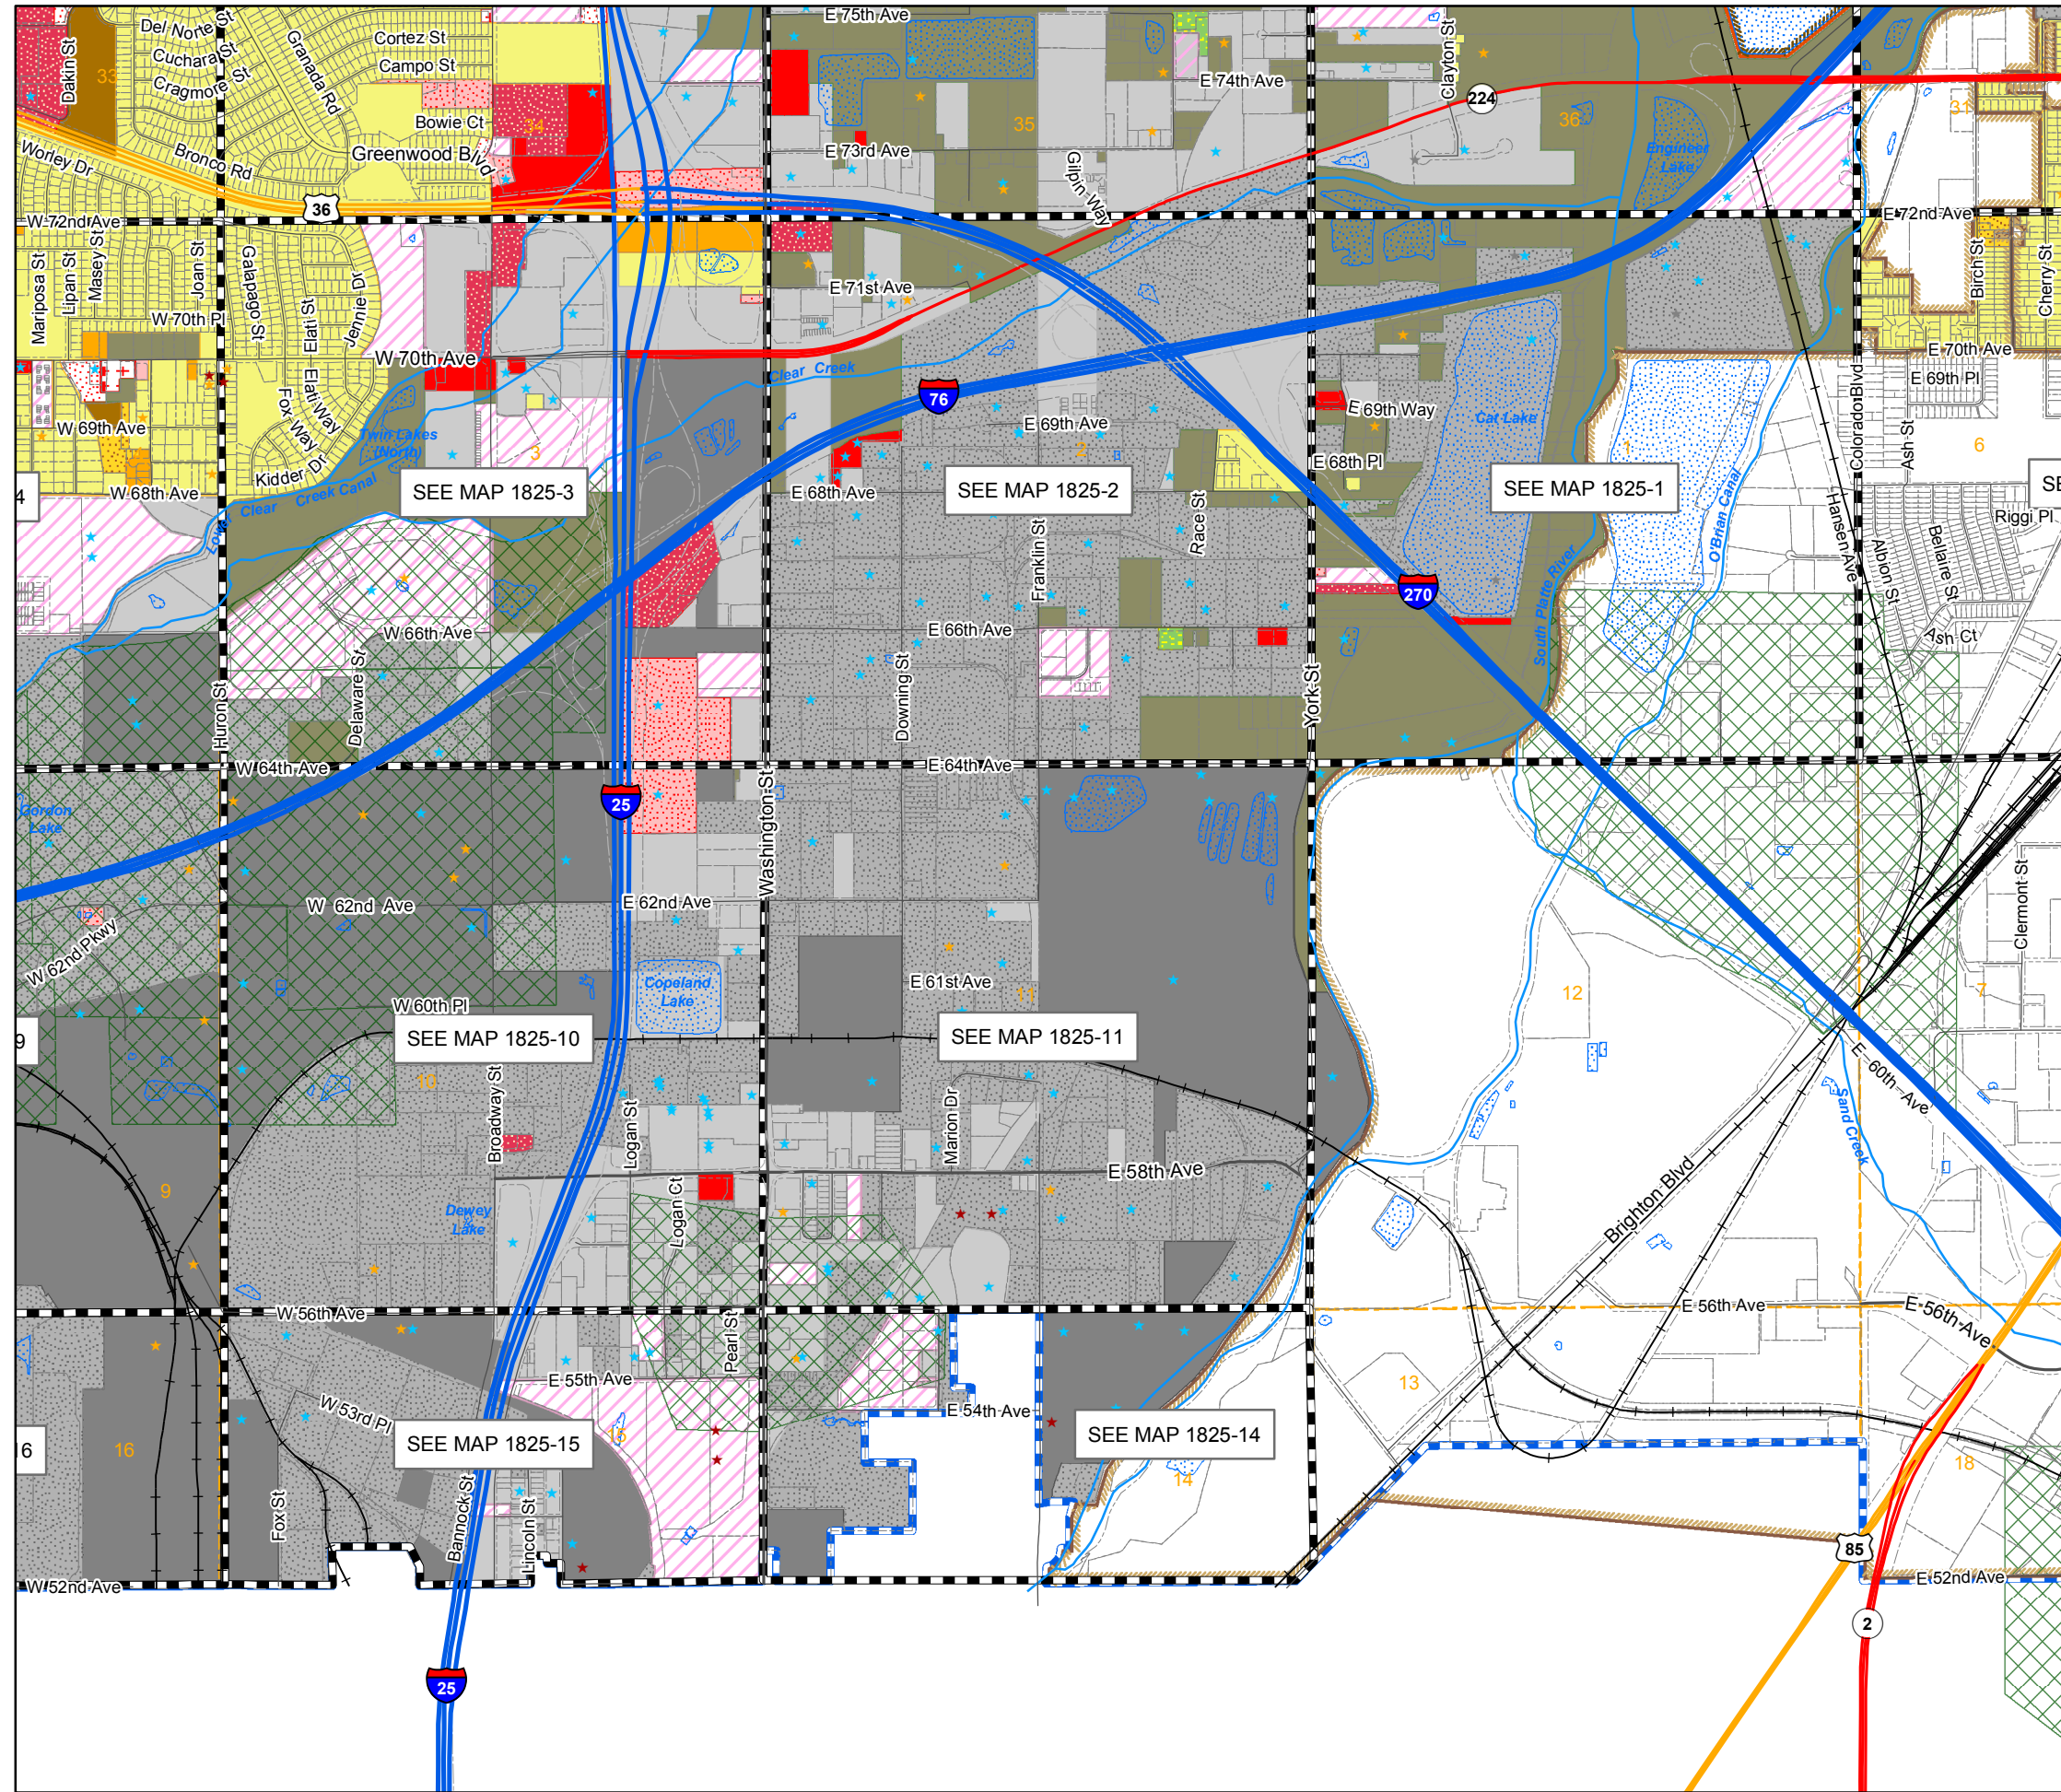 E 75th Ave
Del Norte St
Cuchara St
Cragmore St
Dakin St
33
Granada Rd
Cortez St
Campo St
Bowie Ct
34
Greenwood Blvd
Bronco Rd
Worley Dr
36
W 72nd Ave
35
E 74th Ave
E 73rd Ave
Gilpin Way
Clayton St
224
36
Engineer
Lake
31
E 72nd Ave
Mariposa St
Lipan St
Masey St
Joan St
Galapago St
Elati St
Jennie Dr
W 70th Pl
W 70th Ave
Fox Way
Elati Way
W 69th Ave
Kidder Dr
W 68th Ave
Twin Lakes
(North)
Lower Clear Creek Canal
3
E 71st Ave
Clear Creek
76
E 69th Ave
2
E 68th Ave
E 69th Way
E 68th Pl
Cat Lake
1
Colorado Blvd
Birch St
Cherry St
E 70th Ave
E 69th Pl
Ash St
6
4
SEE MAP 1825-3
SEE MAP 1825-2
SEE MAP 1825-1
SE
Riggi Pl
Race St
Franklin St
O'Brian Canal
South Platte River
Hansen Ave
Albion St
Bellaire St
Ash Ct
270
W 66th Ave
E 66th Ave
Delaware St
Huron St
Downing St
York St
W 64th Ave
E 64th Ave
Gordon
Lake
25
Washington St
W 62nd Ave
E 62nd Ave
W 62nd Pkwy
Clermont St
Copeland
Lake
E 61st Ave
11
12
7
W 60th Pl
9
SEE MAP 1825-10
SEE MAP 1825-11
10
Broadway St
Logan St
Marion Dr
E 60th Ave
Sand Creek
E 58th Ave
9
Dewey
Lake
Logan Ct
Brighton Blvd
W 56th Ave
E 56th Ave
E 56th Ave
Pearl St
E 55th Ave
W 53rd Pl
E 54th Ave
13
16
16
SEE MAP 1825-15
15
SEE MAP 1825-14
14
18
Fox St
Bannock St
Lincoln St
85
W 52nd Ave
E 52nd Ave
2
25